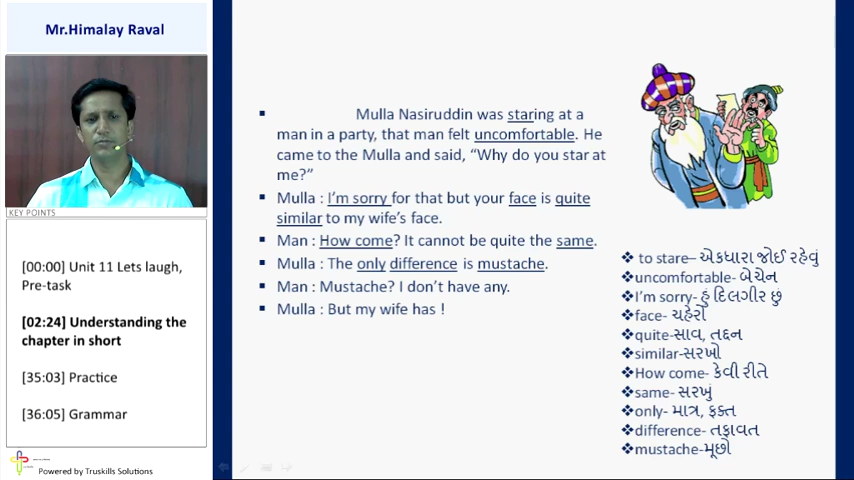 Mr.Himalay Raval
KEY POINTS
[00:00] Unit 11 Lets laugh,
Pre-task
[02:24] Understanding the
chapter in short
[35:03] Practice
[36:05] Grammar
Powered by Truskills Solutions
Mulla Nasiruddin was staring at a
man in a party, that man felt uncomfortable. He
came to the Mulla and said, “Why do you star at
me?”
Mulla : I’m sorry for that but your face is quite
similar to my wife’s face.
Man : How come? It cannot be quite the same.
Mulla : The only difference is mustache.
Man : Mustache? I don’t have any.
Mulla : But my wife has !
to stare– એકધારા જોઈ રહેવું
uncomfortable- બેચેન
I’m sorry- હું દિલગીર છું
face- ચહેરો
quite-સાવ, તદ્દન
similar-સરખો
How come- કેવી રીતે
same- સરખું
only- માત્ર, ફક્ત
difference- તફાવત
mustache-મૂછો